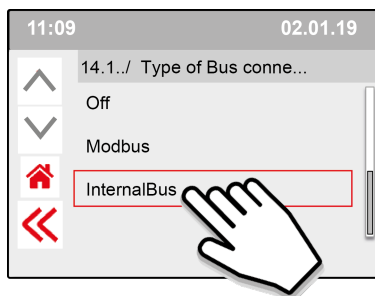 11:09 02.01.19
14.1../ Type of Bus conne...
Off
Modbus
InternalBus